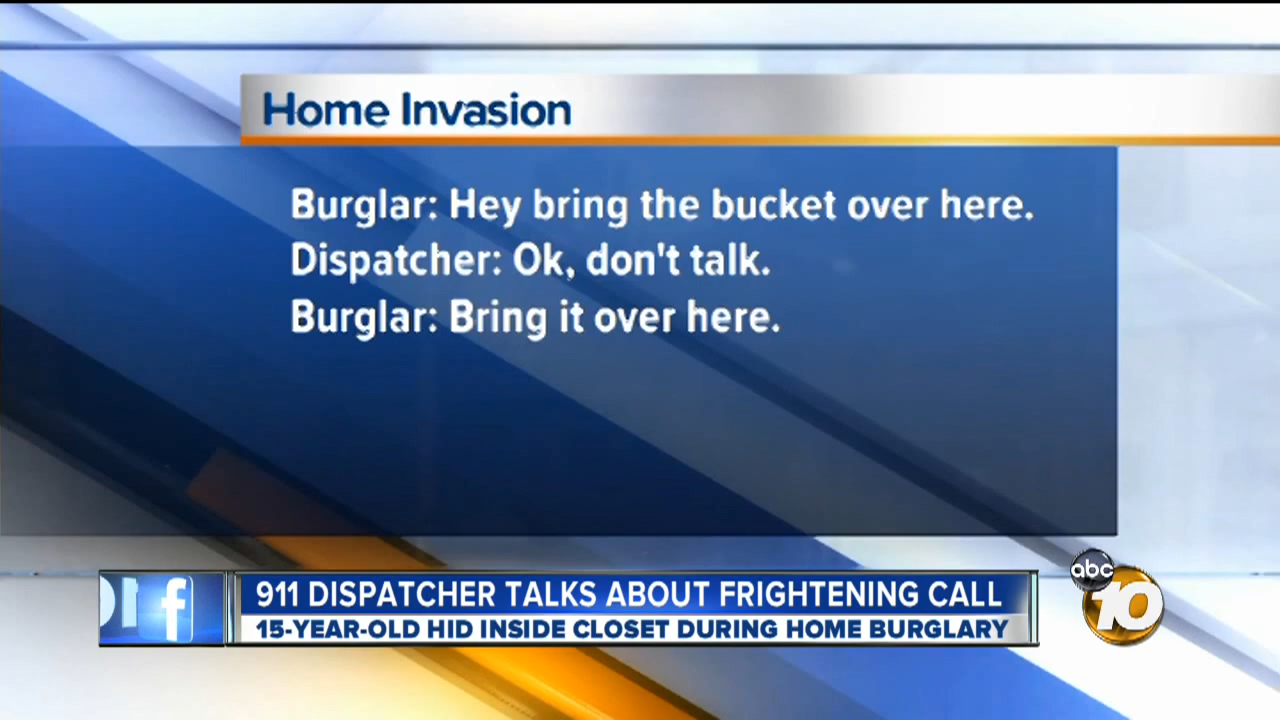 Home Invasion
Burglar: Hey bring the bucket over here.
Dispatcher: Ok, don't talk.
Burglar: Bring it over here.
f
911 DISPATCHER TALKS ABOUT FRIGHTENING CALL
15-YEAR-OLD HID INSIDE CLOSET DURING HOME BURGLARY
abc
10